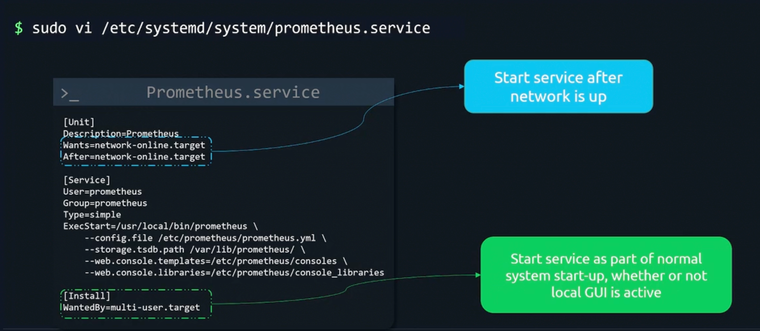 $ sudo vi /etc/systemd/system/prometheus.service
>_ Prometheus.service
[Unit]
Description=Prometheus
Wants=network-online.target
After=network-online.target
[Service]
User=prometheus
Group=prometheus
Type=simple
ExecStart=/usr/local/bin/prometheus \
--config.file /etc/prometheus/prometheus.yml \
--storage.tsdb.path /var/lib/prometheus/ \
--web.console.templates=/etc/prometheus/consoles \
--web.console.libraries=/etc/prometheus/console_libraries
[Install]
WantedBy=multi-user.target
Start service after
network is up
Start service as part of normal
system start-up, whether or not
local GUI is active